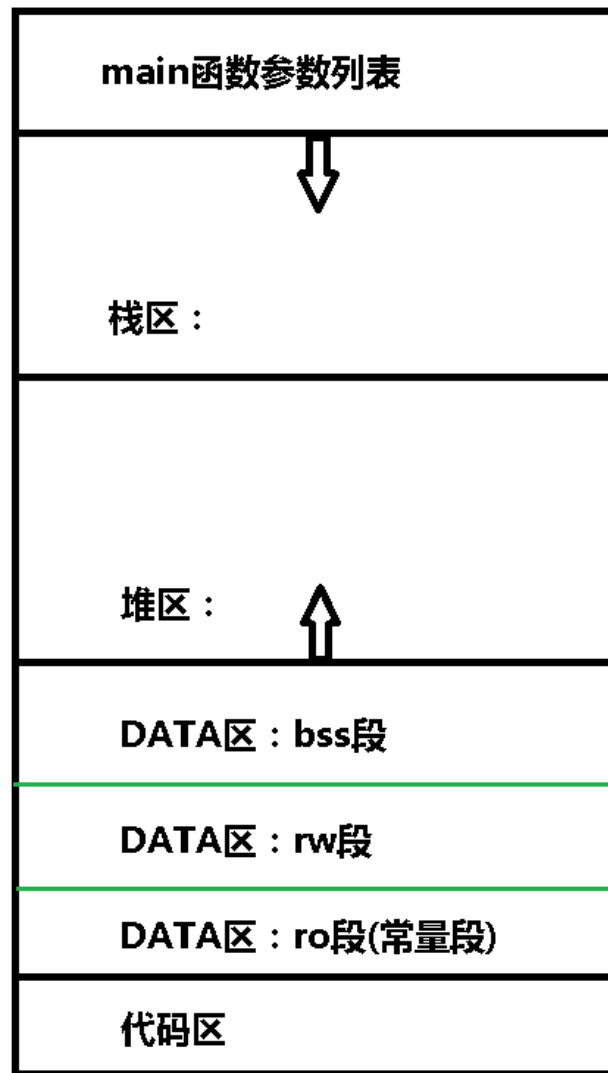 main函数参数列表
栈区：
堆区：
DATA区：bss段
DATA区：rw段
DATA区：ro段(常量段)
代码区